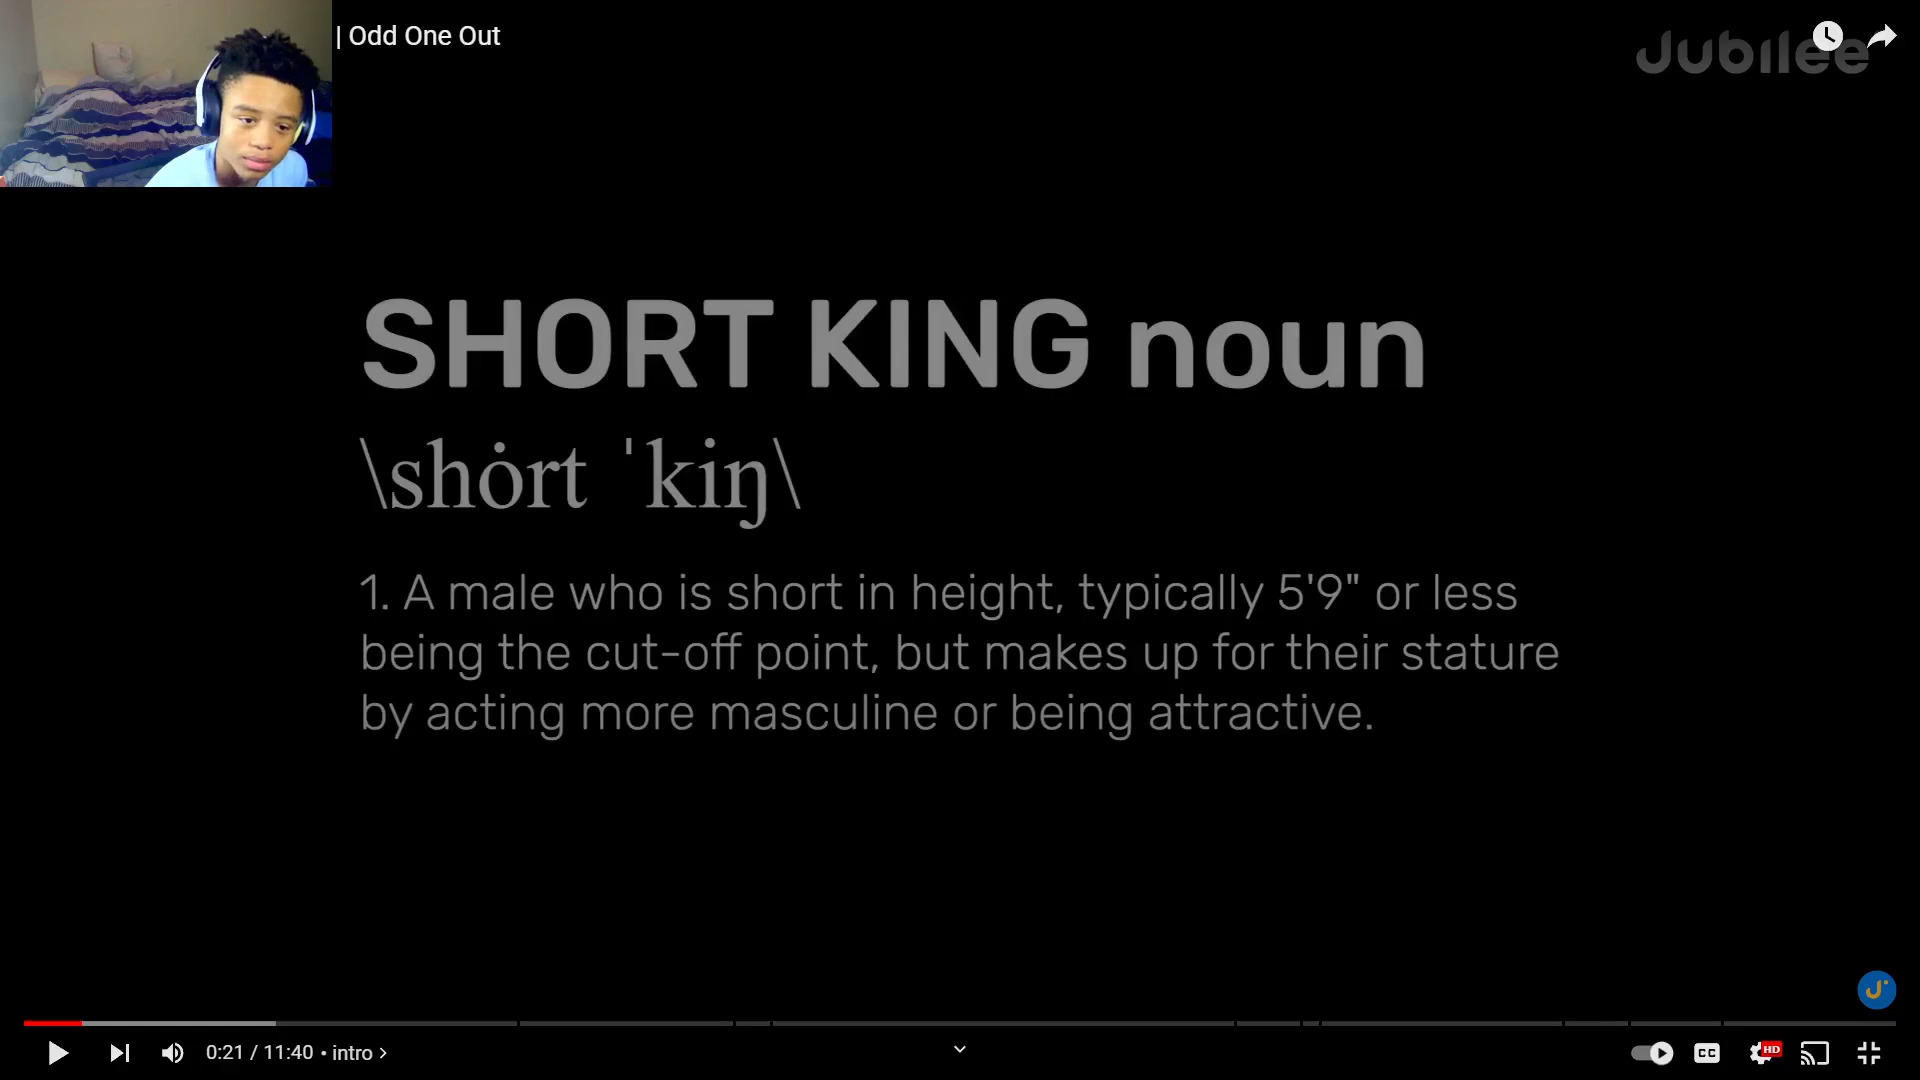 | Odd One Out
Jubilee
SHORT KING noun
\shȯrt ˈkiŋ\
1. A male who is short in height, typically 5'9" or less
being the cut-off point, but makes up for their stature
by acting more masculine or being attractive.
0:21 / 11:40 • intro >
CC
HD